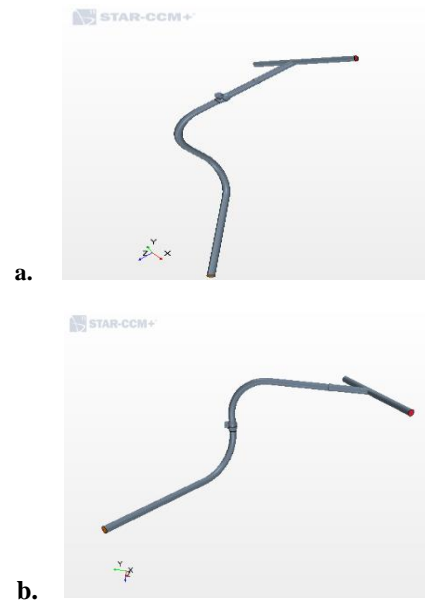 STAR-CCM+
Y
Z X
a.
STAR-CCM+
Y X
Z
b.